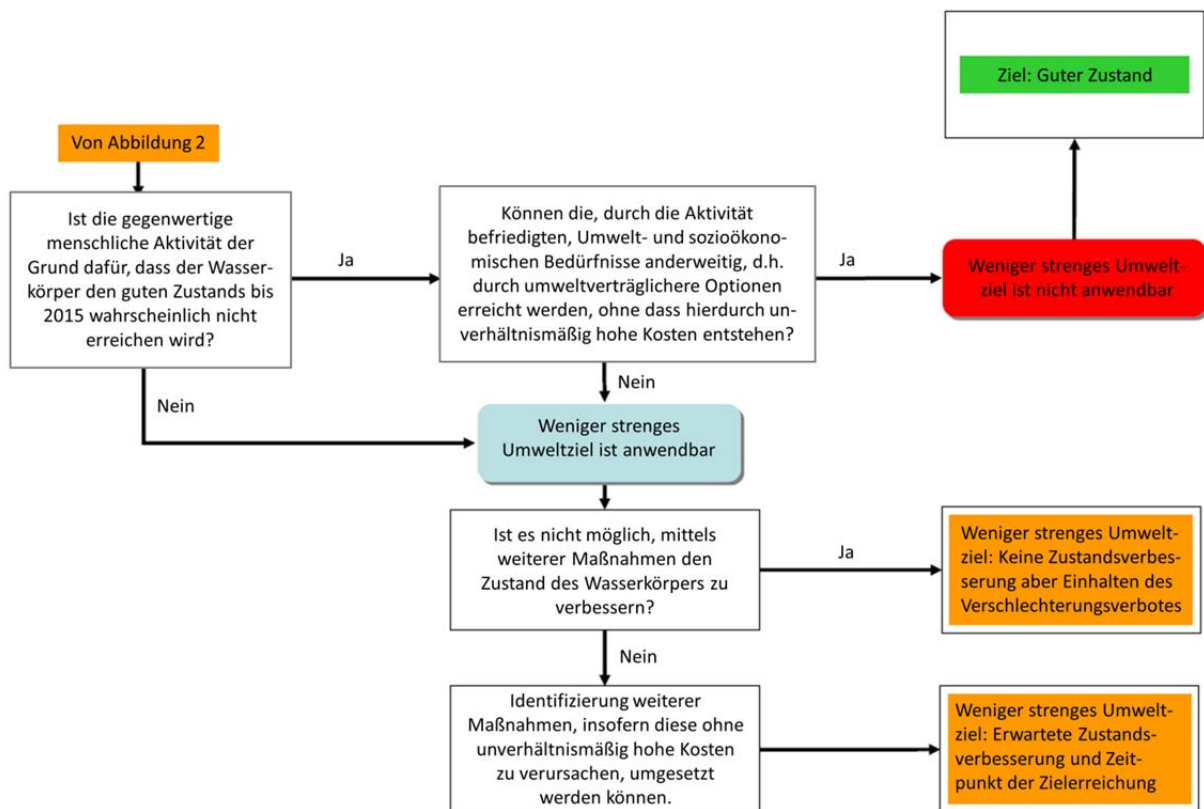 Ziel: Guter Zustand
Von Abbildung 2
Ist die gegenwertige
menschliche Aktivität der
Grund dafür, dass der Wasser-
körper den guten Zustands bis
2015 wahrscheinlich nicht
erreichen wird?
Ja
Können die, durch die Aktivität
befriedigten, Umwelt- und sozioökono-
mischen Bedürfnisse anderweitig, d.h.
durch umweltverträglichere Optionen
erreicht werden, ohne dass hierdurch un-
verhältnismäßig hohe Kosten entstehen?
Ja
Weniger strenges Umwelt-
ziel ist nicht anwendbar
Nein
Nein
Weniger strenges
Umweltziel ist anwendbar
Ist es nicht möglich, mittels
weiterer Maßnahmen den
Zustand des Wasserkörpers zu
verbessern?
Ja
Weniger strenges Umwelt-
ziel: Keine Zustandsverbes-
serung aber Einhalten des
Verschlechterungsverbotes
Nein
Identifizierung weiterer
Maßnahmen, insofern diese ohne
unverhältnismäßig hohe Kosten
zu verursachen, umgesetzt
werden können.
Weniger strenges Umwelt-
ziel: Erwartete Zustands-
verbesserung und Zeit-
punkt der Zielerreichung